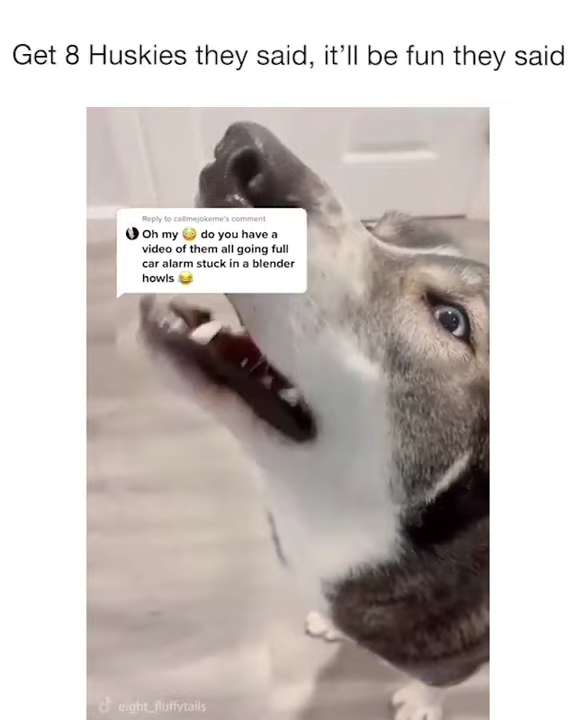 Get 8 Huskies they said, it’ll be fun they said
Reply to callmejokeme's comment
Oh my 😳 do you have a
video of them all going full
car alarm stuck in a blender
howls 😂
eight_fluffytails